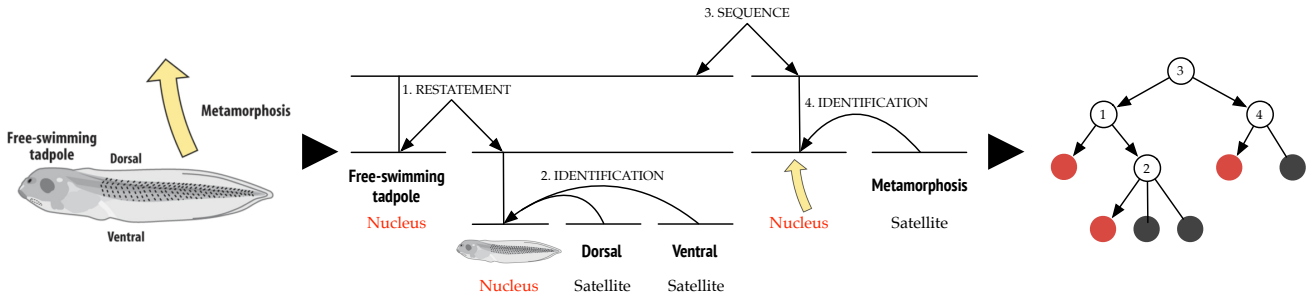 Metamorphosis
Free-swimming
tadpole
Dorsal
Ventral
3. SEQUENCE
1. RESTATEMENT
4. IDENTIFICATION
Free-swimming
tadpole
Nucleus
2. IDENTIFICATION
Nucleus
Metamorphosis
Satellite
Dorsal
Ventral
Nucleus
Satellite
Satellite
3
1
4
2